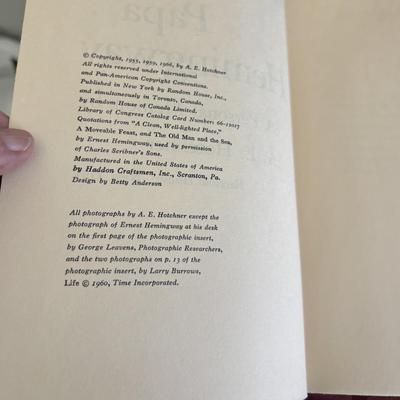 © Copyright, 1955, 1959, 1966, by A. E. Hotchner
All rights reserved under International
and Pan-American Copyright Conventions.
Published in New York by Random House, Inc.,
and simultaneously in Toronto, Canada,
by Random House of Canada Limited.
Library of Congress Catalog Card Numbers 66-12017
Quotations from "A Clean, Well-lighted Place,"
A Moveable Feast, and The Old Man and the Sea,
by Ernest Hemingway, used by permission
of Charles Scribner's Sons.
Manufactured in the United States of America
by Haddon Craftsmen, Inc., Scranton, Pa.
Design by Betty Anderson
All photographs by A. E. Hotchner except the
photograph of Ernest Hemingway at his desk
on the first page of the photographic insert,
by George Leavens, Photographic Researchers,
and the two photographs on p. 13 of the
photographic insert, by Larry Burrows,
Life © 1960, Time Incorporated.
Papa